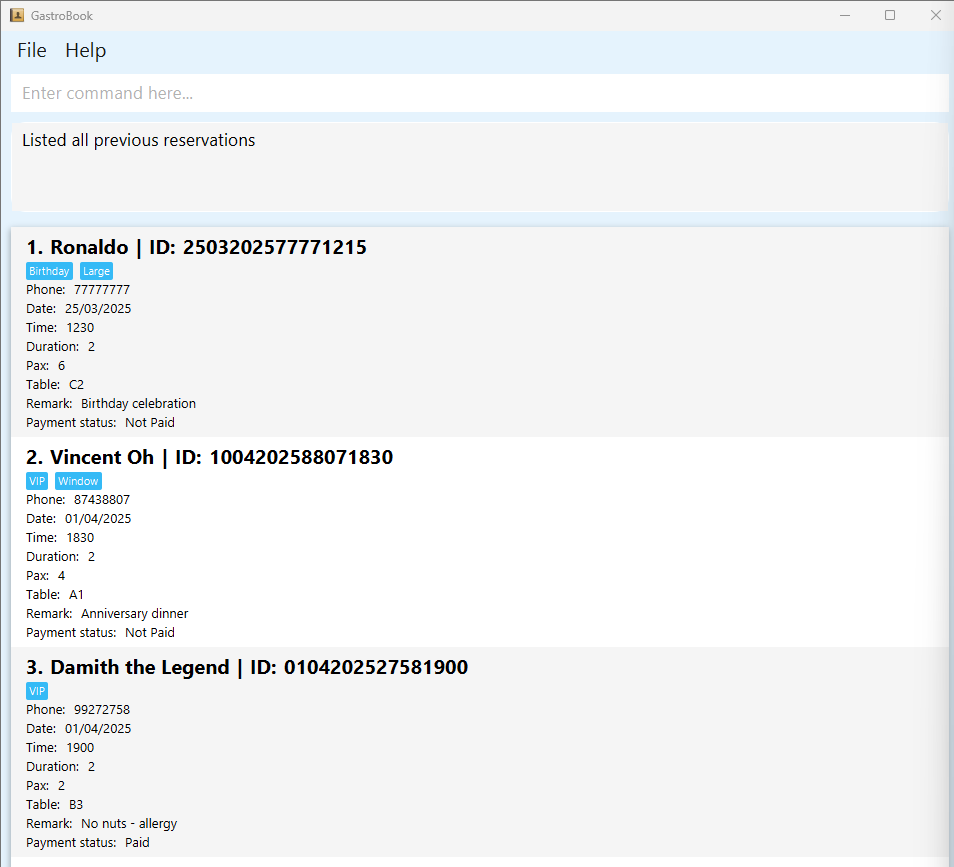 GastroBook
File Help
Enter command here...
Listed all previous reservations
1. Ronaldo | ID: 2503202577771215
Birthday Large
Phone: 77777777
Date: 25/03/2025
Time: 1230
Duration: 2
Pax: 6
Table: C2
Remark: Birthday celebration
Payment status: Not Paid
2. Vincent Oh | ID: 1004202588071830
VIP Window
Phone: 87438807
Date: 01/04/2025
Time: 1830
Duration: 2
Pax: 4
Table: A1
Remark: Anniversary dinner
Payment status: Not Paid
3. Damith the Legend | ID: 0104202527581900
VIP
Phone: 99272758
Date: 01/04/2025
Time: 1900
Duration: 2
Pax: 2
Table: B3
Remark: No nuts - allergy
Payment status: Paid